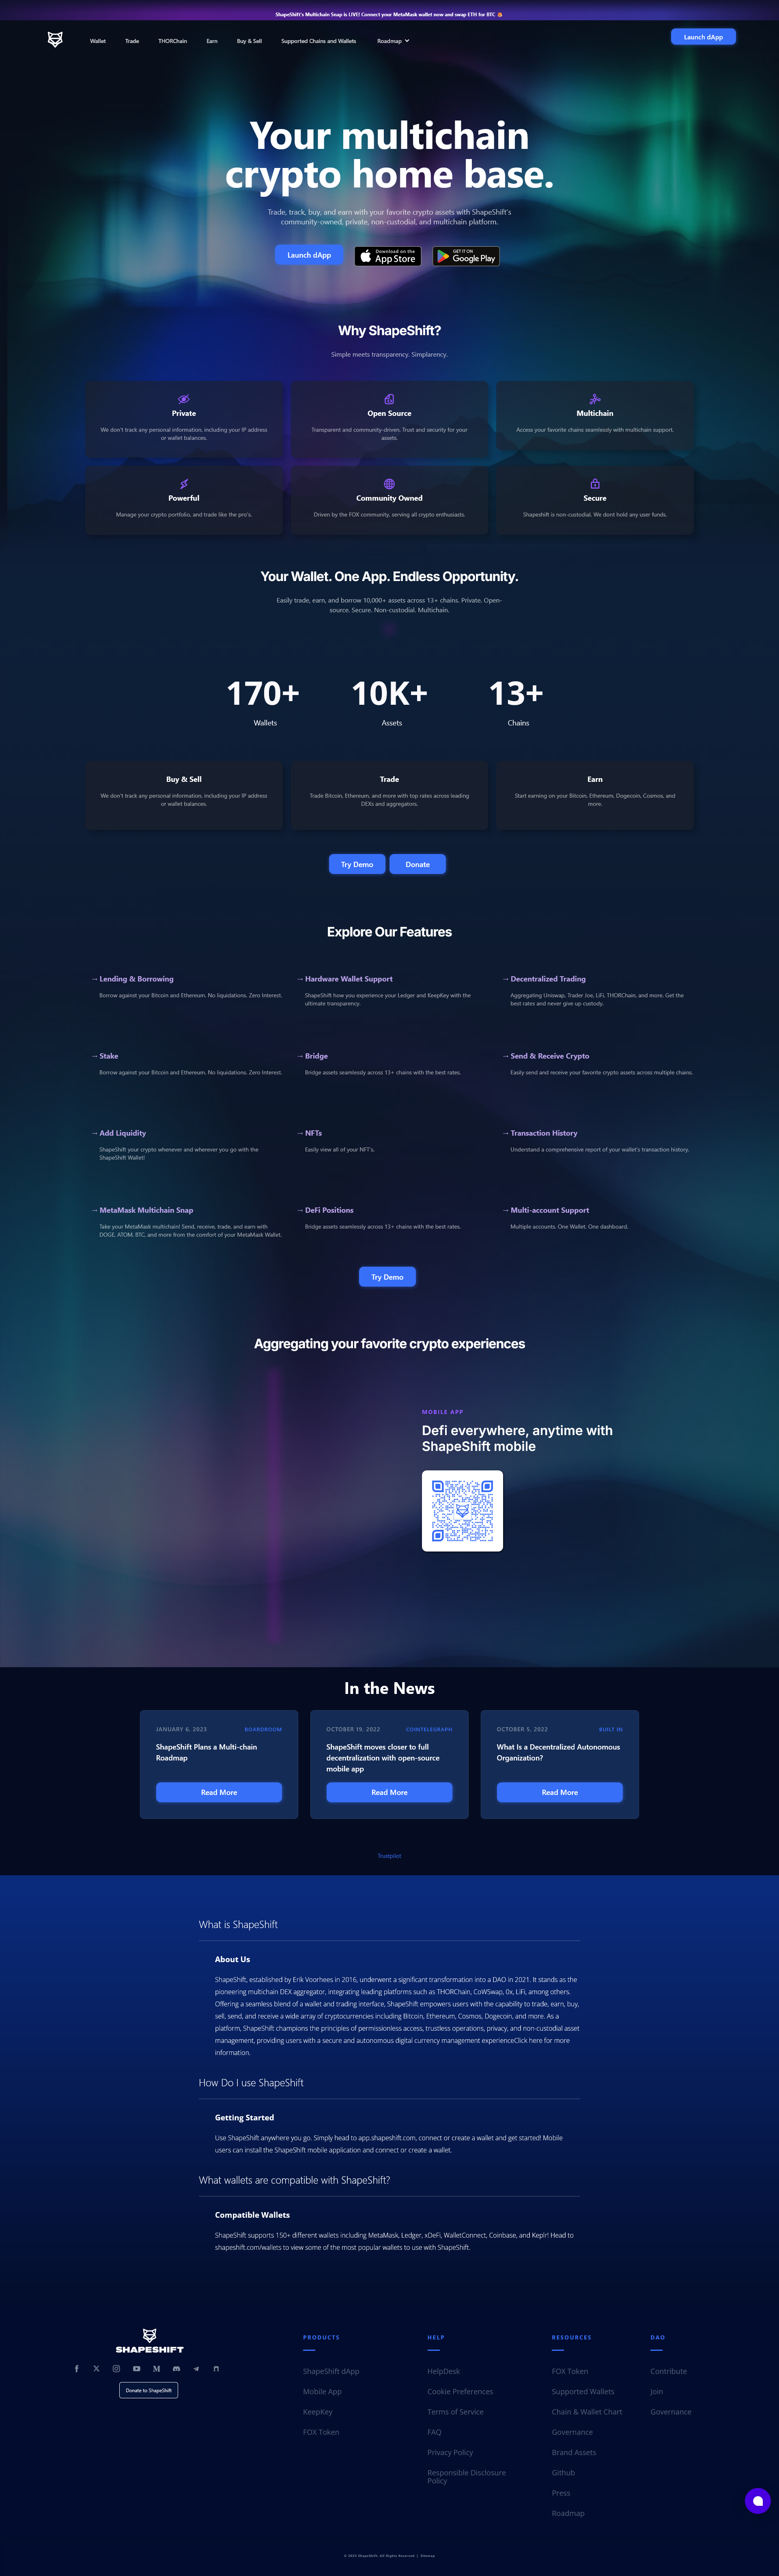 ShapeShift's Multichain Snap is LIVE! Connect your MetaMask wallet now and swap ETH for BTC
Wallet
Trade
THORChain
Earn
Buy & Sell
Supported Chains and Wallets
Roadmap
Launch dApp
Your multichain
crypto home base.
Trade, track, buy, and earn with your favorite crypto assets with ShapeShift's
community-owned, private, non-custodial, and multichain platform.
Launch dApp
Download on the
App Store
GET IT ON
Google Play
Why ShapeShift?
Simple meets transparency. Simplarency.
Private
We don't track any personal information, including your IP address
or wallet balances.
Open Source
Transparent and community-driven. Trust and security for your
assets.
Multichain
Access your favorite chains seamlessly with multichain support.
Powerful
Manage your crypto portfolio, and trade like the pro's.
Community Owned
Driven by the FOX community, serving all crypto enthusiasts.
Secure
Shapeshift is non-custodial. We dont hold any user funds.
Your Wallet. One App. Endless Opportunity.
Easily trade, earn, and borrow 10,000+ assets across 13+ chains. Private. Open-
source. Secure. Non-custodial. Multichain.
170+
Wallets
10K+
Assets
13+
Chains
Buy & Sell
We don't track any personal information, including your IP address
or wallet balances.
Trade
Trade Bitcoin, Ethereum, and more with top rates across leading
DEXs and aggregators.
Earn
Start earning on your Bitcoin, Ethereum, Dogecoin, Cosmos, and
more.
Try Demo
Donate
Explore Our Features
→ Lending & Borrowing
Borrow against your Bitcoin and Ethereum. No liquidations. Zero Interest.
→ Hardware Wallet Support
ShapeShift how you experience your Ledger and KeepKey with the
ultimate transparency.
→ Decentralized Trading
Aggregating Uniswap, Trader Joe, LiFi, THORChain, and more. Get the
best rates and never give up custody.
→ Stake
Borrow against your Bitcoin and Ethereum. No liquidations. Zero Interest.
→ Bridge
Bridge assets seamlessly across 13+ chains with the best rates.
→ Send & Receive Crypto
Easily send and receive your favorite crypto assets across multiple chains.
→ Add Liquidity
ShapeShift your crypto whenever and wherever you go with the
ShapeShift Wallet!
→ NFTs
Easily view all of your NFT's.
→ Transaction History
Understand a comprehensive report of your wallet's transaction history.
→ MetaMask Multichain Snap
Take your MetaMask multichain! Send, receive, trade, and earn with
DOGE, ATOM, BTC, and more from the comfort of your MetaMask Wallet.
→ DeFi Positions
Bridge assets seamlessly across 13+ chains with the best rates.
→ Multi-account Support
Multiple accounts. One Wallet. One dashboard.
Try Demo
Aggregating your favorite crypto experiences
MOBILE APP
Defi everywhere, anytime with
ShapeShift mobile
In the News
JANUARY 6, 2023
BOARDROOM
ShapeShift Plans a Multi-chain
Roadmap
Read More
OCTOBER 19, 2022
COINTELEGRAPH
ShapeShift moves closer to full
decentralization with open-source
mobile app
Read More
OCTOBER 5, 2022
BUILT IN
What Is a Decentralized Autonomous
Organization?
Read More
Trustpilot
What is ShapeShift
About Us
ShapeShift, established by Erik Voorhees in 2016, underwent a significant transformation into a DAO in 2021. It stands as the
pioneering multichain DEX aggregator, integrating leading platforms such as THORChain, CoWSwap, 0x, LiFi, among others.
Offering a seamless blend of a wallet and trading interface, ShapeShift empowers users with the capability to trade, earn, buy,
sell, send, and receive a wide array of cryptocurrencies including Bitcoin, Ethereum, Cosmos, Dogecoin, and more. As a
platform, ShapeShift champions the principles of permissionless access, trustless operations, privacy, and non-custodial asset
management, providing users with a secure and autonomous digital currency management experienceClick here for more
information.
How Do I use ShapeShift
Getting Started
Use ShapeShift anywhere you go. Simply head to app.shapeshift.com, connect or create a wallet and get started! Mobile
users can install the ShapeShift mobile application and connect or create a wallet.
What wallets are compatible with ShapeShift?
Compatible Wallets
ShapeShift supports 150+ different wallets including MetaMask, Ledger, xDeFi, WalletConnect, Coinbase, and Keplr! Head to
shapeshift.com/wallets to view some of the most popular wallets to use with ShapeShift.
SHAPESHIFT
Donate to ShapeShift
PRODUCTS
ShapeShift dApp
Mobile App
KeepKey
FOX Token
HELP
HelpDesk
Cookie Preferences
Terms of Service
FAQ
Privacy Policy
Responsible Disclosure
Policy
RESOURCES
FOX Token
Supported Wallets
Chain & Wallet Chart
Governance
Brand Assets
Github
Press
Roadmap
DAO
Contribute
Join
Governance
© 2023 ShapeShift. All Rights Reserved | Sitemap